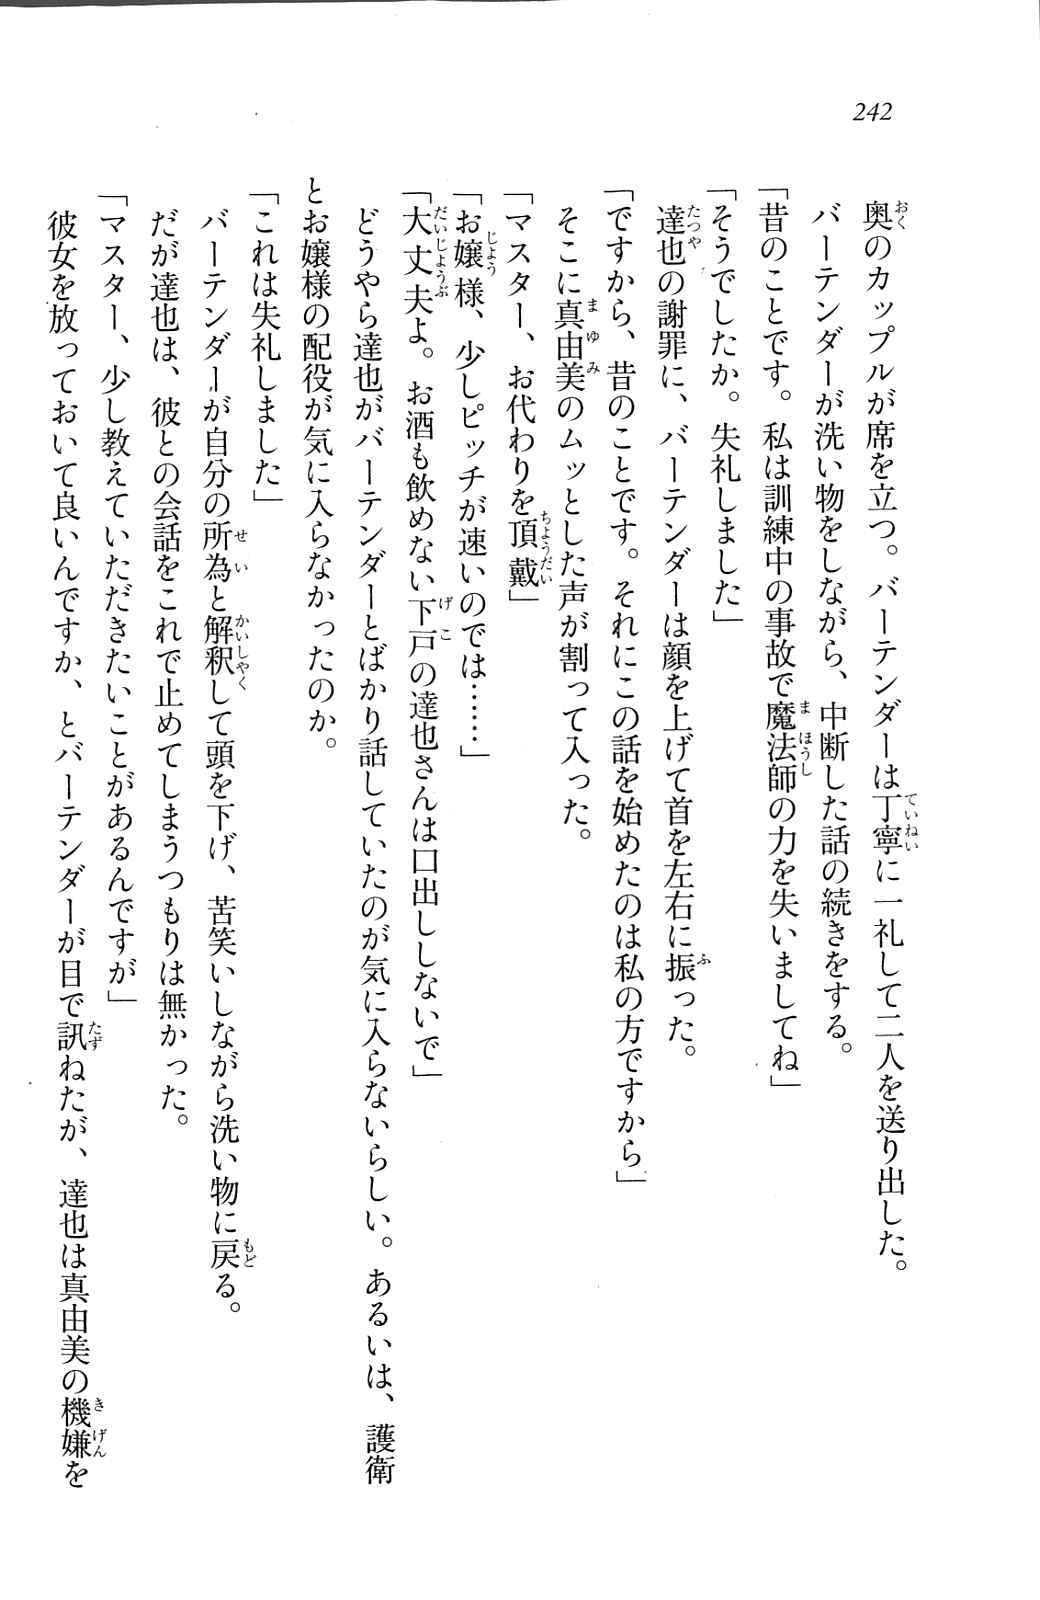 242
奥のカップルが席を立つ。バーテンダーは丁寧に一礼して二人を送り出した。
バーテンダーが洗い物をしながら、中断した話の続きをする。
「昔のことです。私は訓練中の事故で魔法師の力を失いましてね」
「そうでしたか。失礼しました」
達也の謝罪に、バーテンダーは顔を上げて首を左右に振った。
「ですから、昔のことです。それにこの話を始めたのは私の方ですから」
そこに真由美のムッとした声が割って入った。
「マスター、お代わりを頂戴」
「お嬢様、少しピッチが速いのでは……」
「大丈夫よ。お酒も飲めない下戸の達也さんは口出ししないで」
どうやら達也がバーテンダーとばかり話していたのが気に入らないらしい。あるいは、護衛
とお嬢様の配役が気に入らなかったのか。
「これは失礼しました」
バーテンダーが自分の所為と解釈して頭を下げ、苦笑いしながら洗い物に戻る。
だが達也は、彼との会話をこれで止めてしまうつもりは無かった。
「マスター、少し教えていただきたいことがあるんですが」
彼女を放っておいて良いんですか、とバーテンダーが目で訊ねたが、達也は真由美の機嫌を